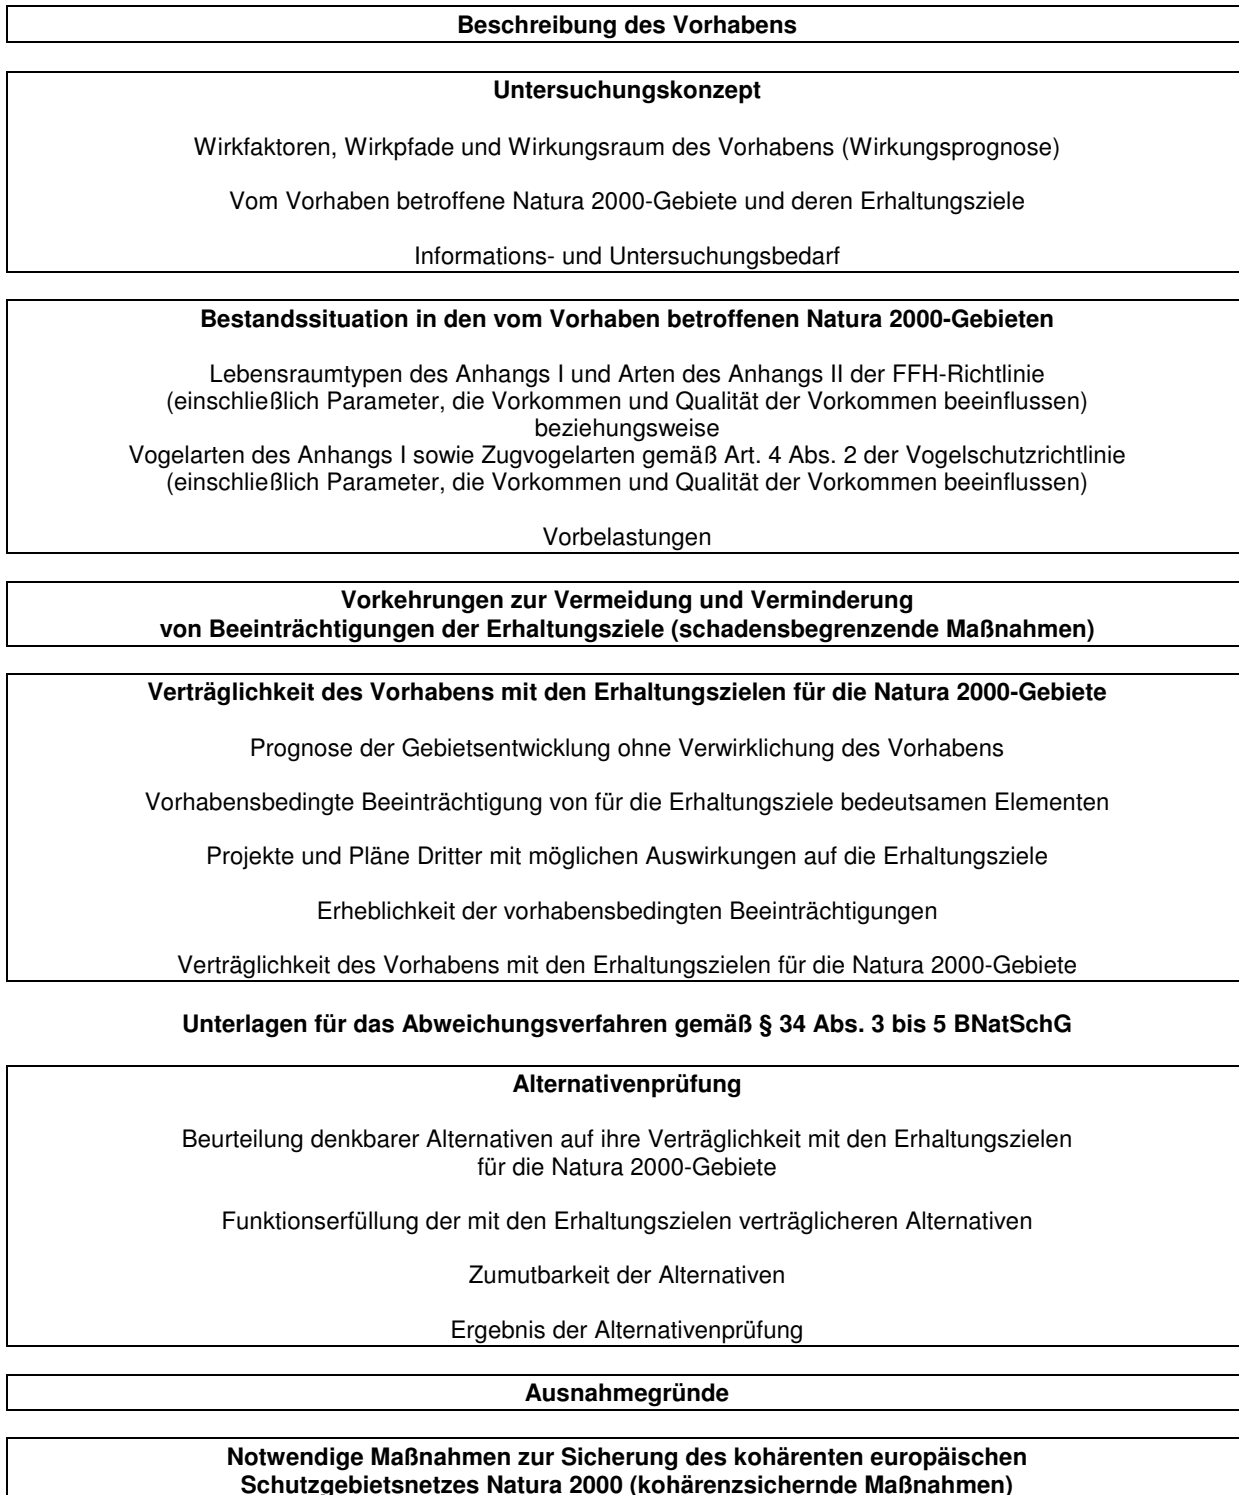 Beschreibung des Vorhabens
Untersuchungskonzept
Wirkfaktoren, Wirkpfade und Wirkungsraum des Vorhabens (Wirkungsprognose)
Vom Vorhaben betroffene Natura 2000-Gebiete und deren Erhaltungsziele
Informations- und Untersuchungsbedarf
Bestandssituation in den vom Vorhaben betroffenen Natura 2000-Gebieten
Lebensraumtypen des Anhangs I und Arten des Anhangs II der FFH-Richtlinie
(einschließlich Parameter, die Vorkommen und Qualität der Vorkommen beeinflussen)
beziehungsweise
Vogelarten des Anhangs I sowie Zugvogelarten gemäß Art. 4 Abs. 2 der Vogelschutzrichtlinie
(einschließlich Parameter, die Vorkommen und Qualität der Vorkommen beeinflussen)
Vorbelastungen
Vorkehrungen zur Vermeidung und Verminderung
von Beeinträchtigungen der Erhaltungsziele (schadensbegrenzende Maßnahmen)
Verträglichkeit des Vorhabens mit den Erhaltungszielen für die Natura 2000-Gebiete
Prognose der Gebietsentwicklung ohne Verwirklichung des Vorhabens
Vorhabensbedingte Beeinträchtigung von für die Erhaltungsziele bedeutsamen Elementen
Projekte und Pläne Dritter mit möglichen Auswirkungen auf die Erhaltungsziele
Erheblichkeit der vorhabensbedingten Beeinträchtigungen
Verträglichkeit des Vorhabens mit den Erhaltungszielen für die Natura 2000-Gebiete
Unterlagen für das Abweichungsverfahren gemäß § 34 Abs. 3 bis 5 BNatSchG
Alternativenprüfung
Beurteilung denkbarer Alternativen auf ihre Verträglichkeit mit den Erhaltungszielen
für die Natura 2000-Gebiete
Funktionserfüllung der mit den Erhaltungszielen verträglicheren Alternativen
Zumutbarkeit der Alternativen
Ergebnis der Alternativenprüfung
Ausnahmegründe
Notwendige Maßnahmen zur Sicherung des kohärenten europäischen
Schutzgebietsnetzes Natura 2000 (kohärenzsichernde Maßnahmen)